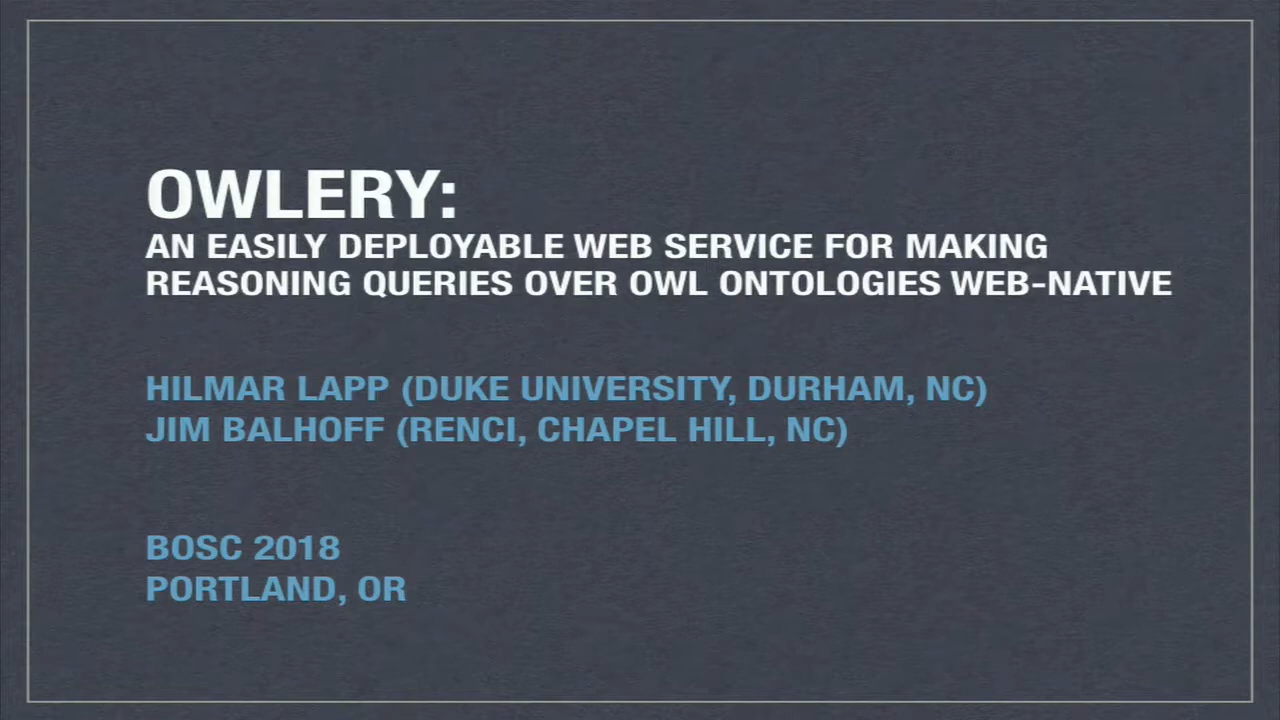 OWLERY:
AN EASILY DEPLOYABLE WEB SERVICE FOR MAKING
REASONING QUERIES OVER OWL ONTOLOGIES WEB-NATIVE
HILMAR LAPP (DUKE UNIVERSITY, DURHAM, NC)
JIM BALHOFF (RENCI, CHAPEL HILL, NC)
BOSC 2018
PORTLAND, OR